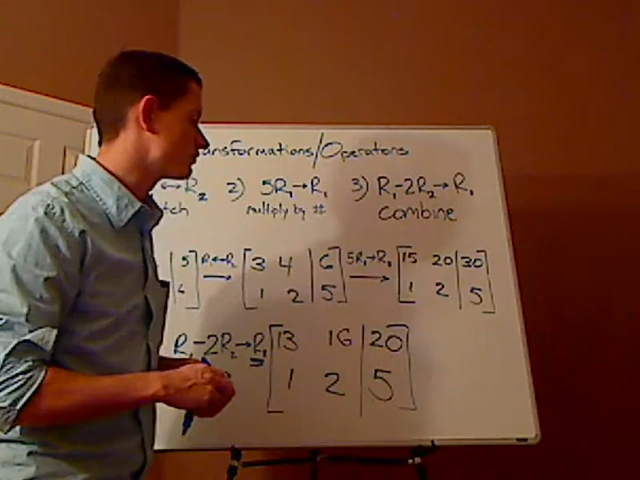 ansformations/Operations
↔R₂ 2) 5R₁→R₁ 3) R₁-2R₂→R₁
tch multiply by # combine
5 R₁↔R₂ 3 4 6 5R₁→R₁ 15 20 30
6 1 2 5 1 2 5
R₁-2R₂→R₁ 13 16 20
1 2 5